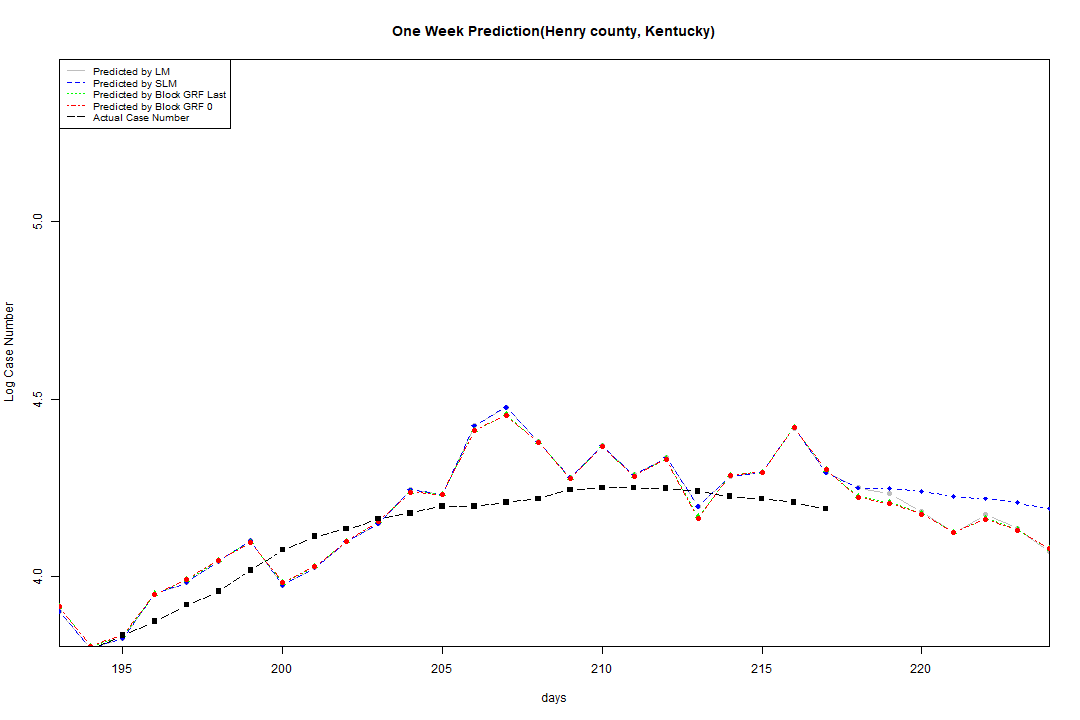 One Week Prediction(Henry county, Kentucky)
Predicted by LM
Predicted by SLM
Predicted by Block GRF Last
Predicted by Block GRF 0
Actual Case Number
Log Case Number
5.0
4.5
4.0
195 200 205 210 215 220
days